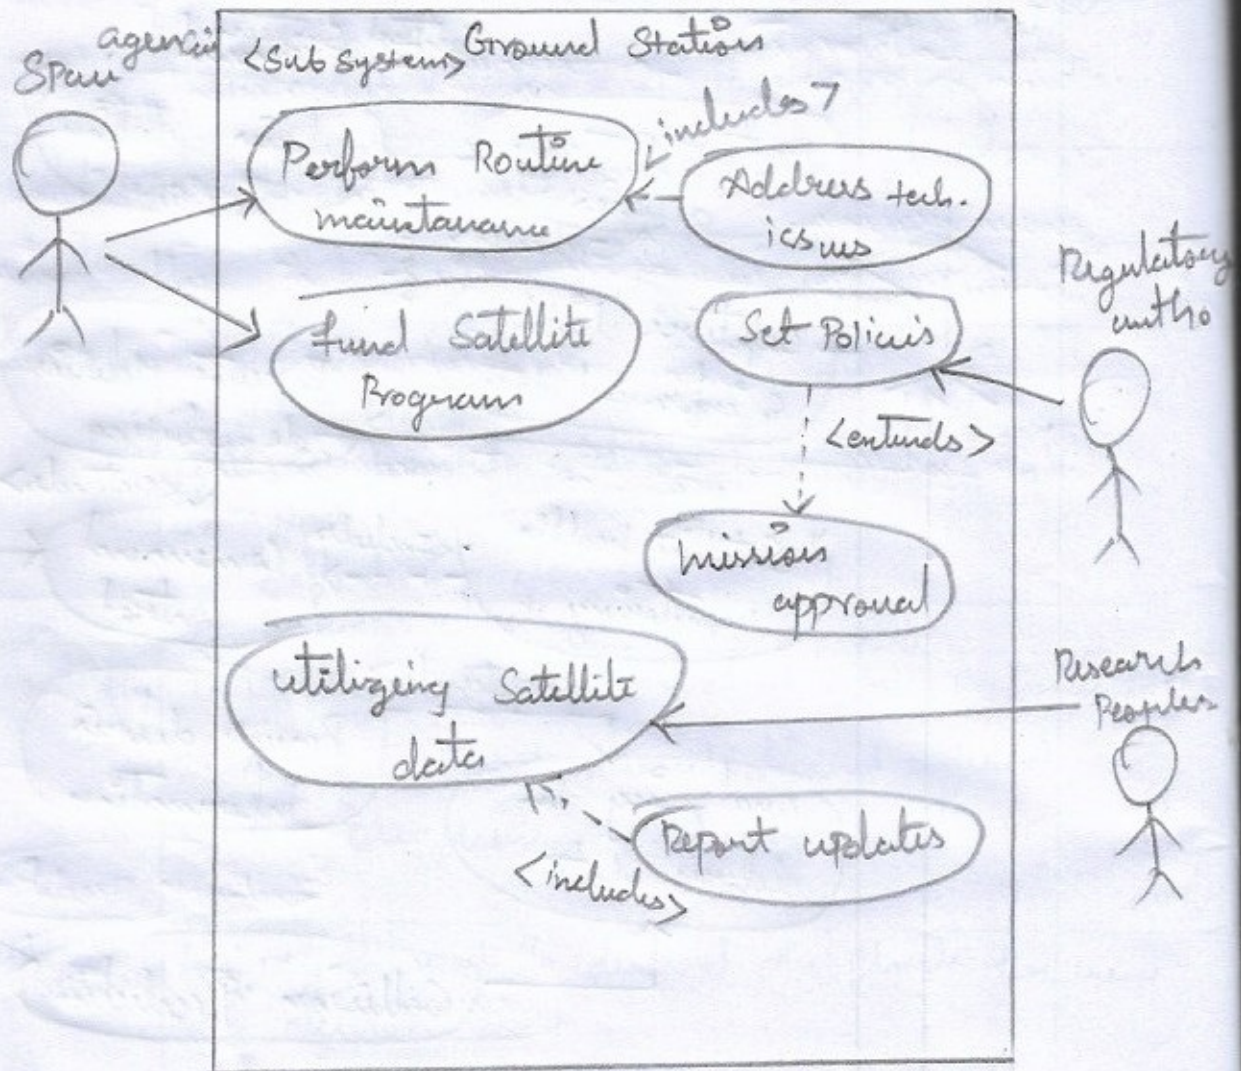 agencies
Space
<Sub System> Ground Station
Perform Routine
maintanance
includes >
Address tech.
issues
Fund Satellite
Program
Set Policies
Regulatory
autho
<extends>
mission
approval
utilizing Satellite
data
Research
Peoples
Report updates
<includes>